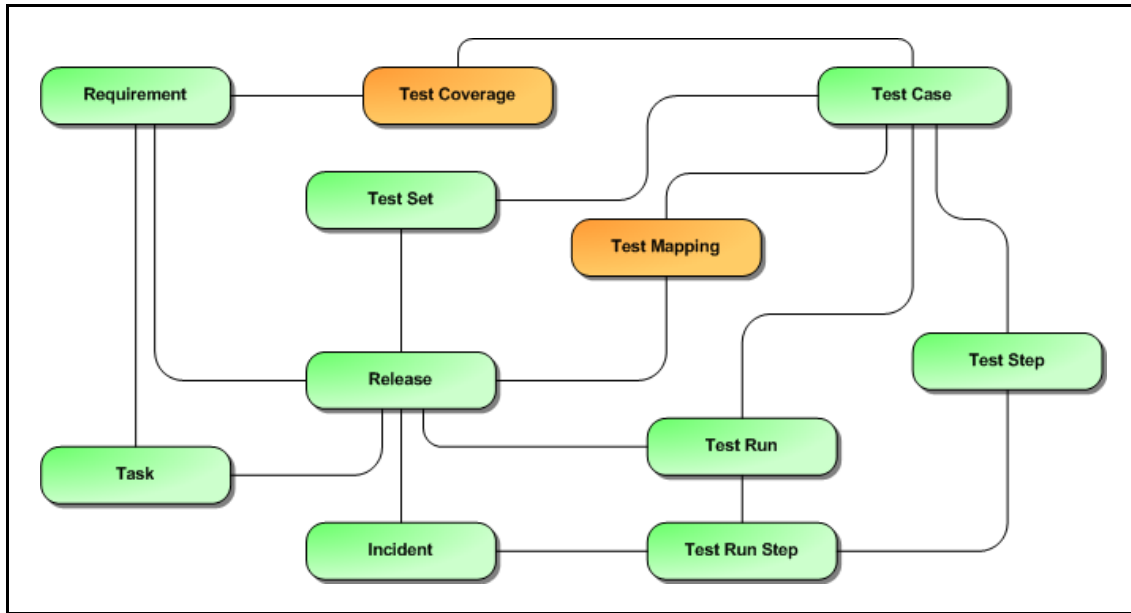 Requirement
Test Coverage
Test Case
Test Set
Test Mapping
Test Step
Release
Test Run
Task
Incident
Test Run Step